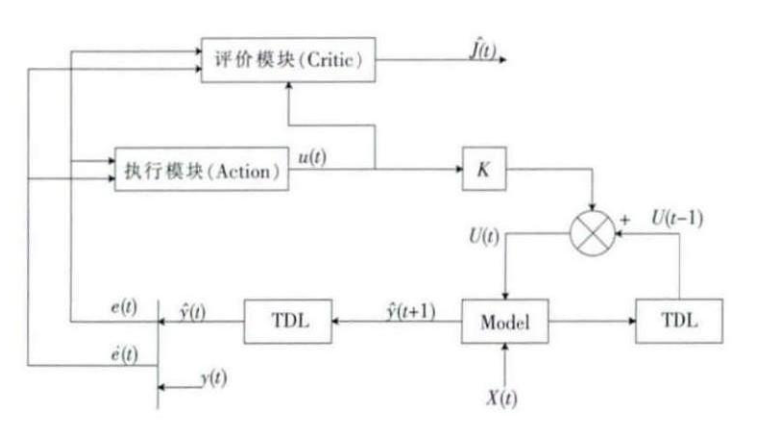 评价模块(Critic)
Ĵ(t)
执行模块(Action)
u(t)
K
+
U(t-1)
U(t)
e(t)
ŷ(t)
TDL
ŷ(t+1)
Model
TDL
ė(t)
y(t)
X(t)